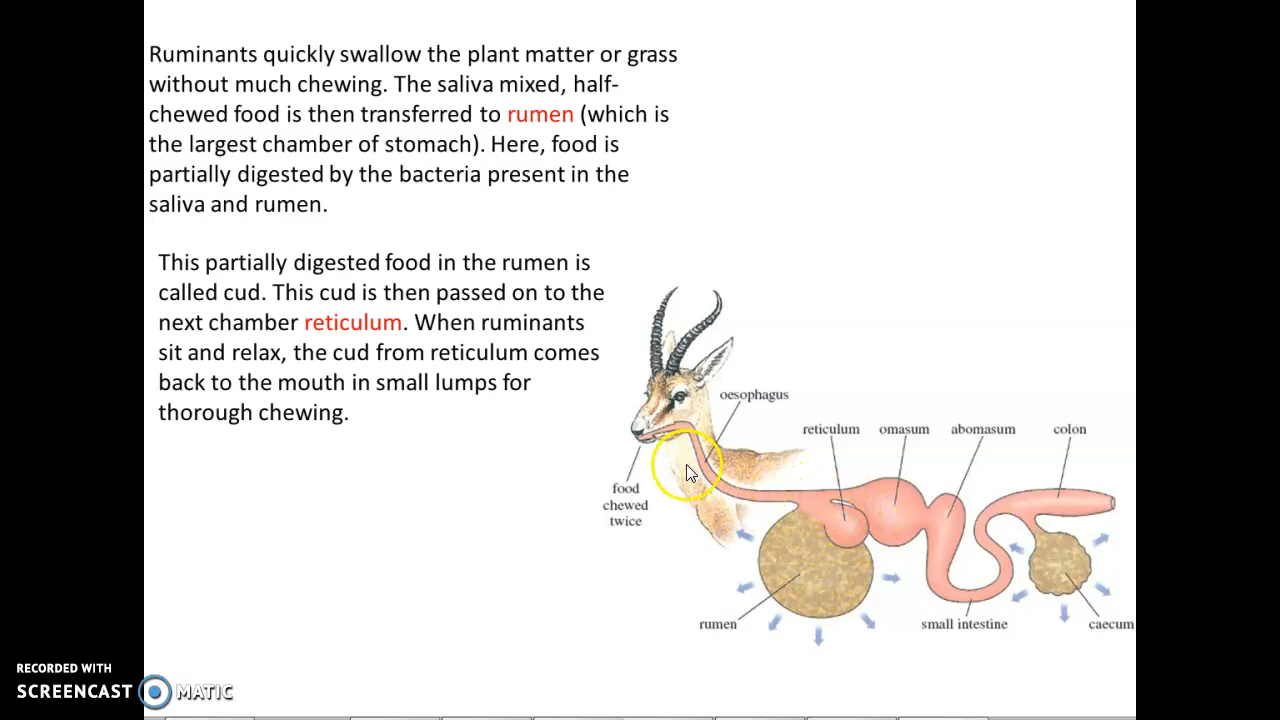 Ruminants quickly swallow the plant matter or grass
without much chewing. The saliva mixed, half-
chewed food is then transferred to rumen (which is
the largest chamber of stomach). Here, food is
partially digested by the bacteria present in the
saliva and rumen.
This partially digested food in the rumen is
called cud. This cud is then passed on to the
next chamber reticulum. When ruminants
sit and relax, the cud from reticulum comes
back to the mouth in small lumps for
thorough chewing.
oesophagus
reticulum omasum abomasum colon
food
chewed
twice
rumen small intestine caecum
RECORDED WITH
SCREENCAST MATIC